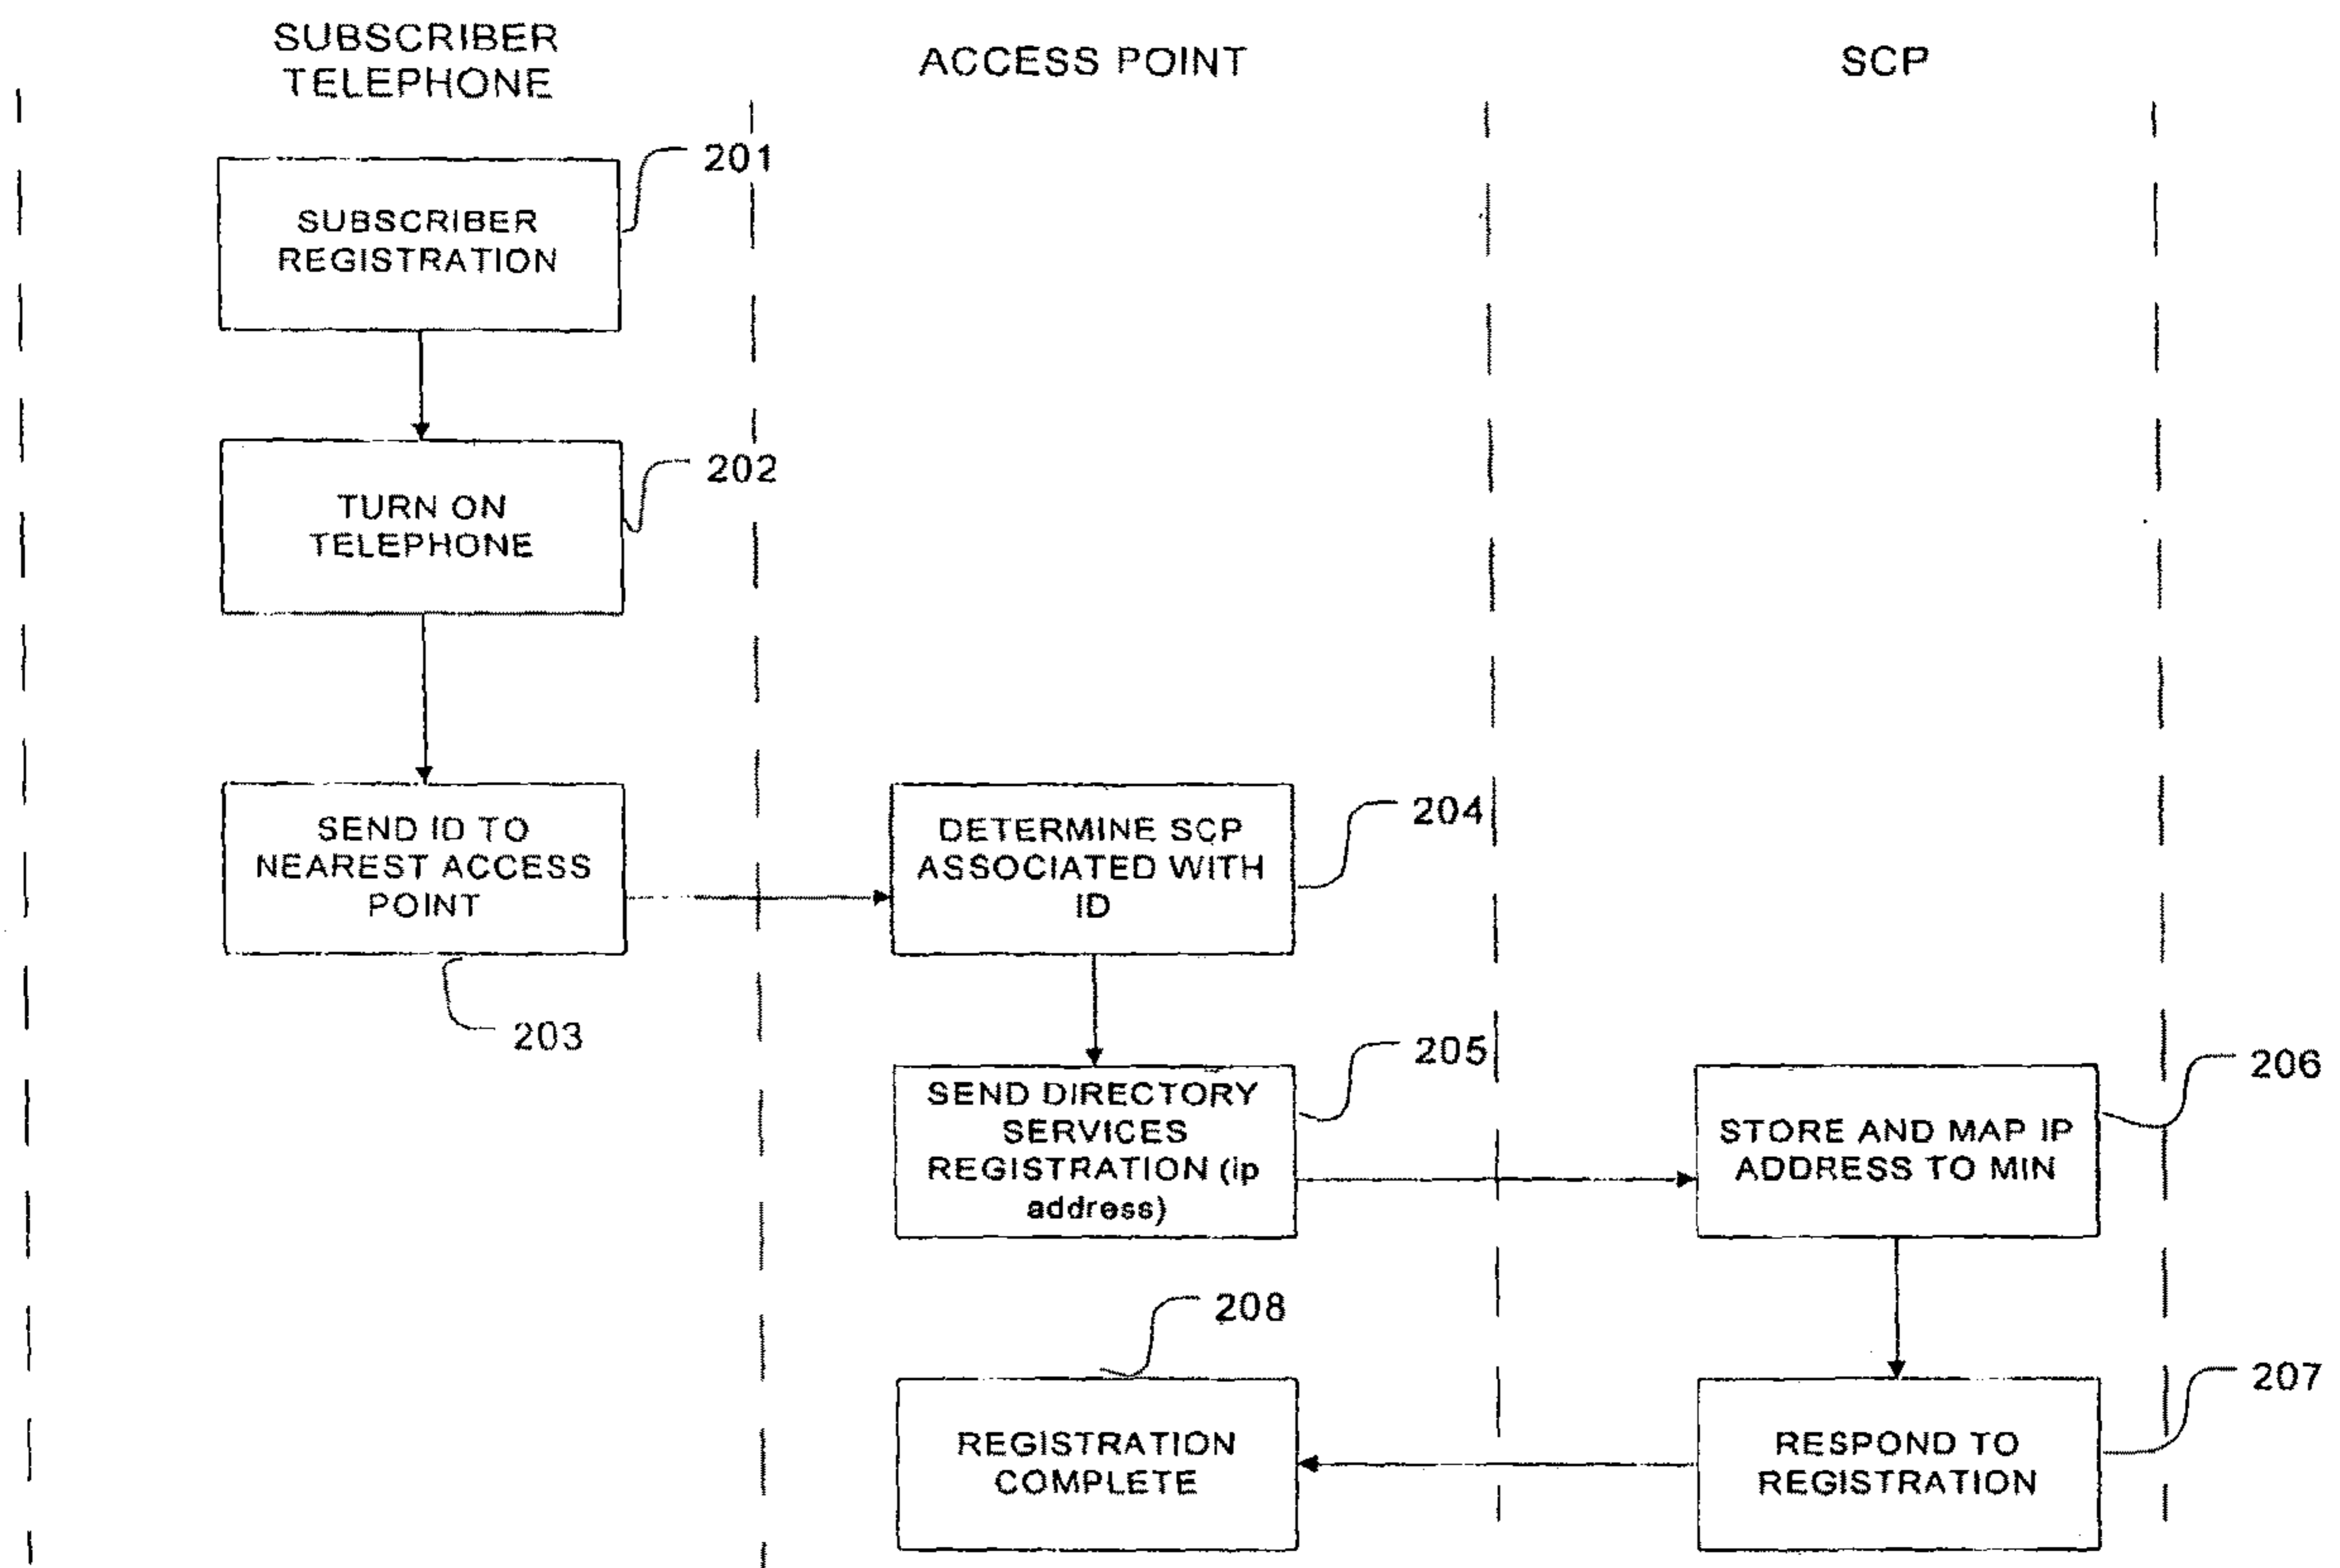 SUBSCRIBER
TELEPHONE
ACCESS POINT
SCP
201
SUBSCRIBER
REGISTRATION
202
TURN ON
TELEPHONE
SEND ID TO
NEAREST ACCESS
POINT
203
204
DETERMINE SCP
ASSOCIATED WITH
ID
205
SEND DIRECTORY
SERVICES
REGISTRATION (ip
address)
206
STORE AND MAP IP
ADDRESS TO MIN
207
RESPOND TO
REGISTRATION
208
REGISTRATION
COMPLETE